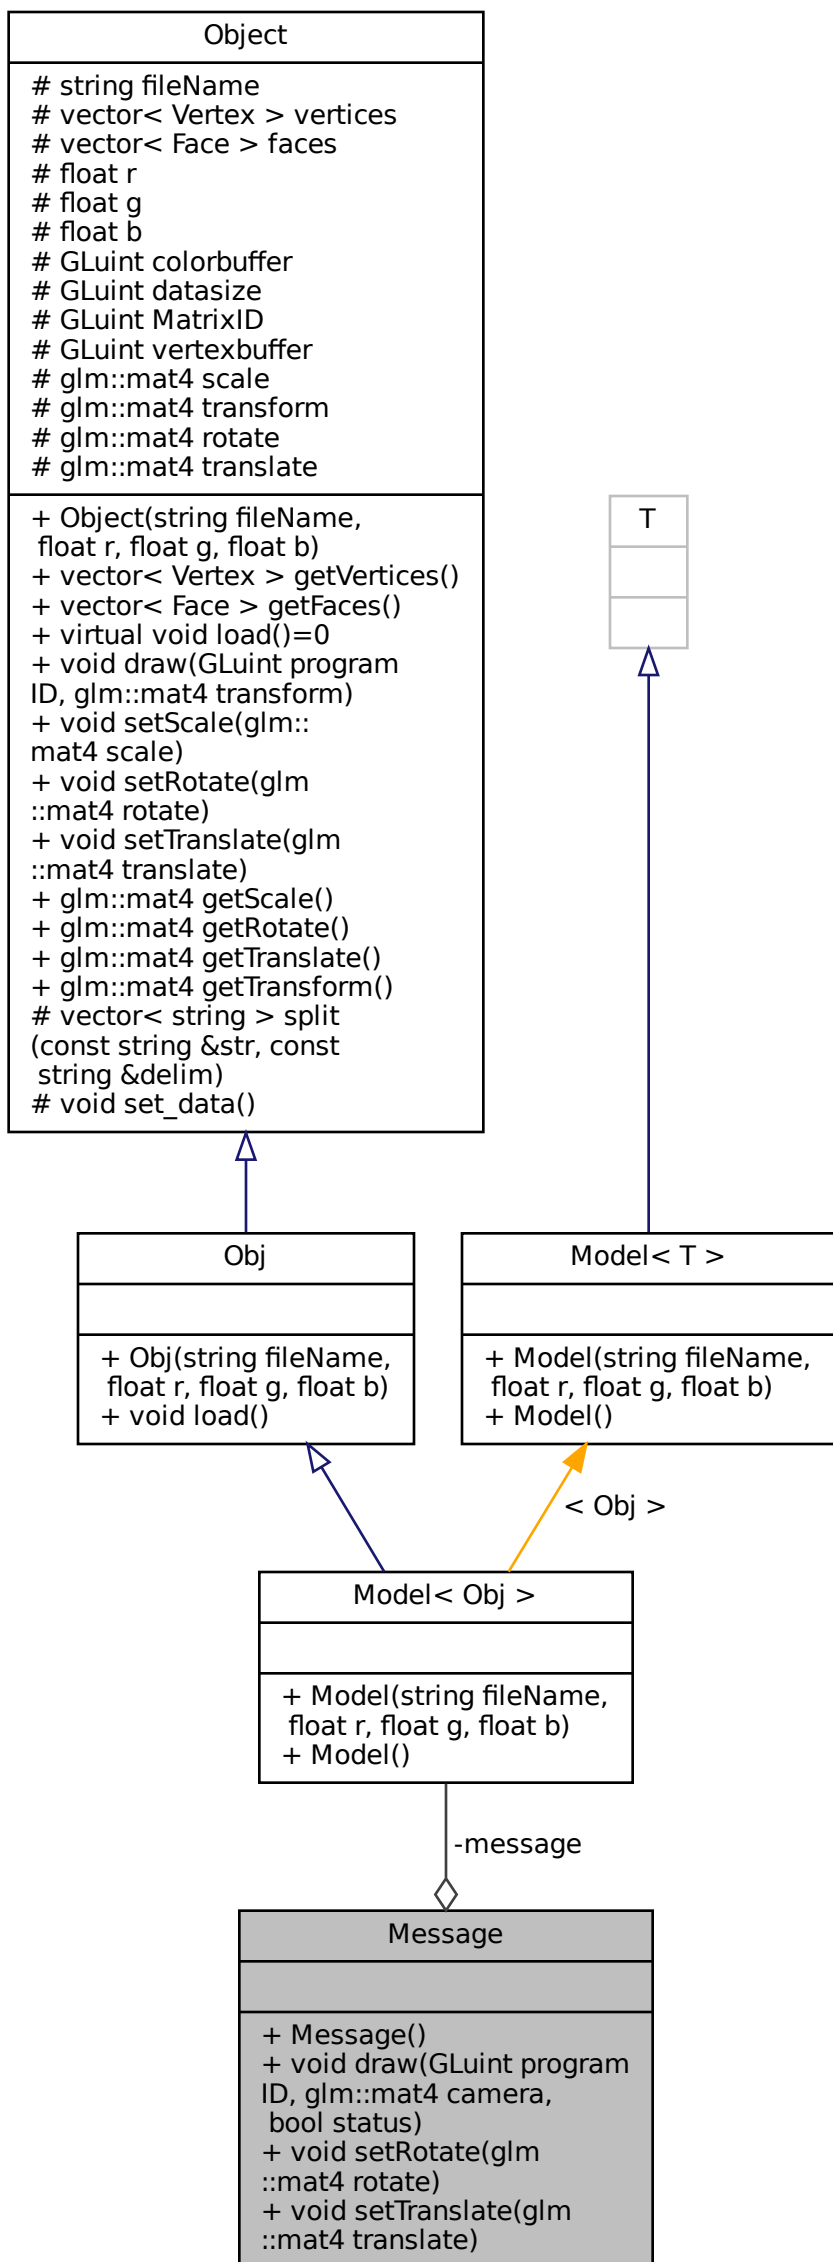 Object
# string fileName
# vector< Vertex > vertices
# vector< Face > faces
# float r
# float g
# float b
# GLuint colorbuffer
# GLuint datasize
# GLuint MatrixID
# GLuint vertexbuffer
# glm::mat4 scale
# glm::mat4 transform
# glm::mat4 rotate
# glm::mat4 translate
+ Object(string fileName,
 float r, float g, float b)
+ vector< Vertex > getVertices()
+ vector< Face > getFaces()
+ virtual void load()=0
+ void draw(GLuint program
ID, glm::mat4 transform)
+ void setScale(glm::
mat4 scale)
+ void setRotate(glm
::mat4 rotate)
+ void setTranslate(glm
::mat4 translate)
+ glm::mat4 getScale()
+ glm::mat4 getRotate()
+ glm::mat4 getTranslate()
+ glm::mat4 getTransform()
# vector< string > split
(const string &str, const
 string &delim)
# void set_data()
T
Obj
+ Obj(string fileName,
 float r, float g, float b)
+ void load()
Model< T >
+ Model(string fileName,
 float r, float g, float b)
+ Model()
< Obj >
Model< Obj >
+ Model(string fileName,
 float r, float g, float b)
+ Model()
-message
Message
+ Message()
+ void draw(GLuint program
ID, glm::mat4 camera,
 bool status)
+ void setRotate(glm
::mat4 rotate)
+ void setTranslate(glm
::mat4 translate)